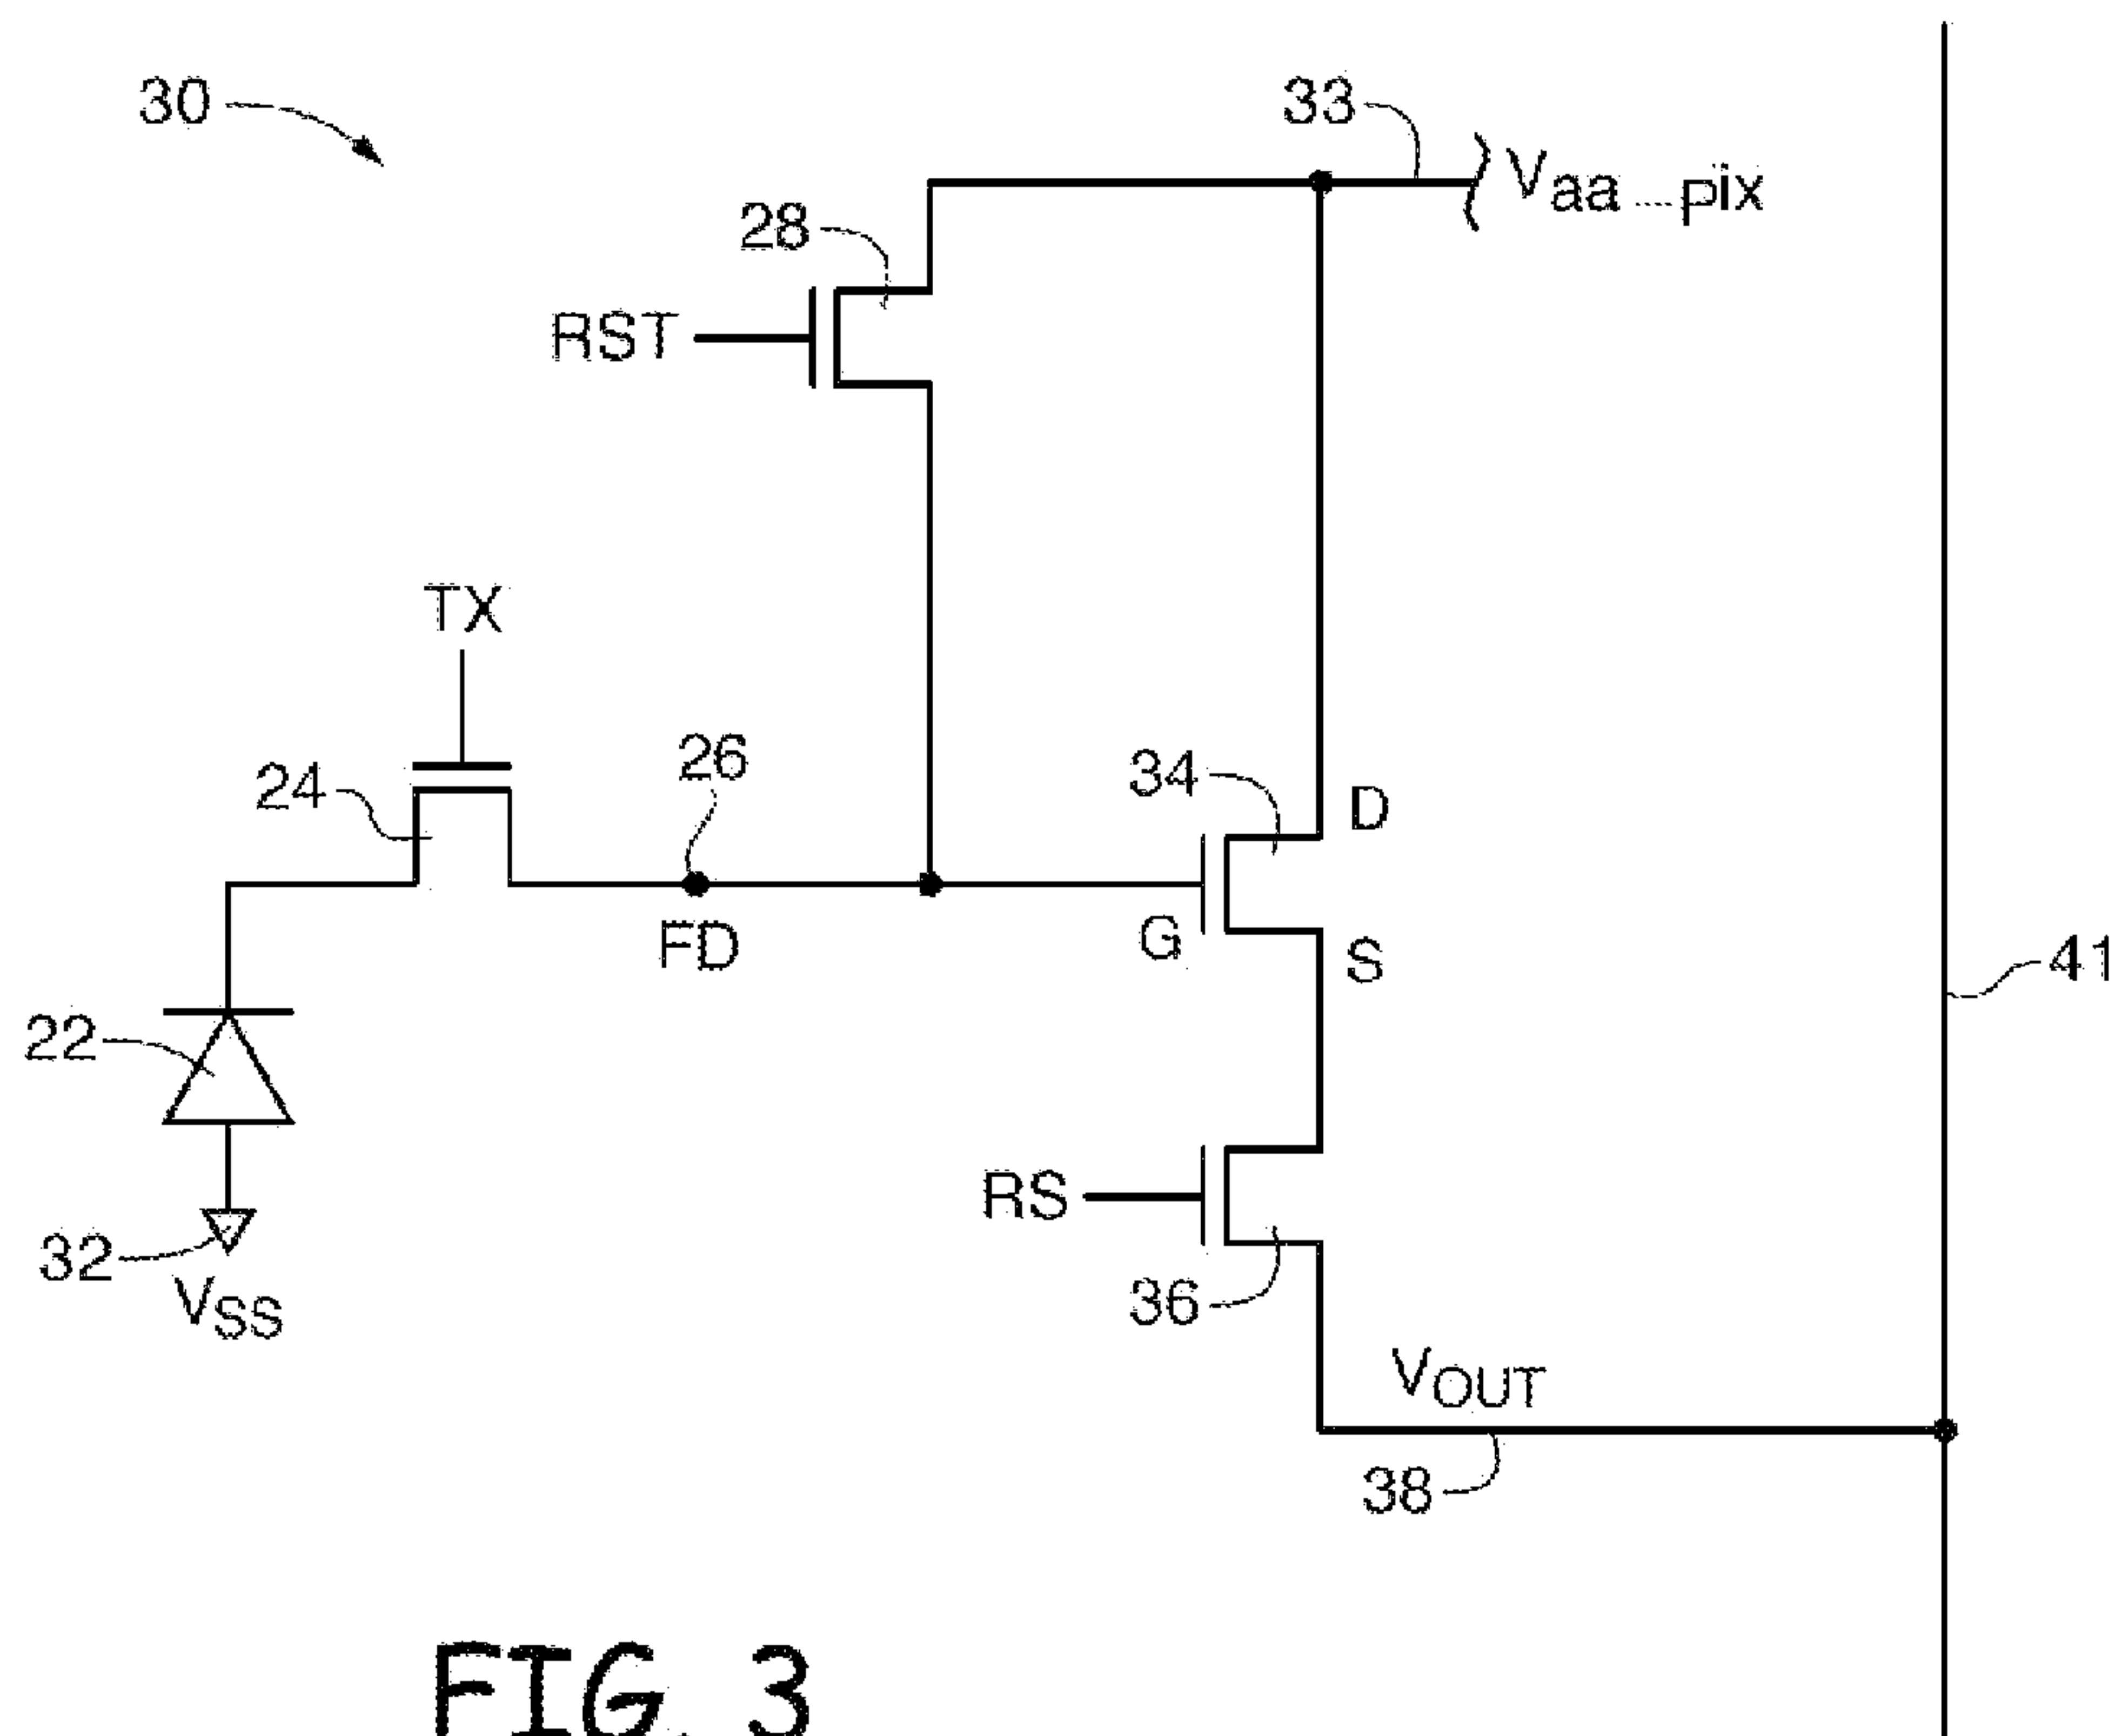 30
33
Vaa_pix
28
RST
TX
26
24
34
D
FD
G
S
41
22
RS
32
VSS
36
VOUT
38
FIG. 3